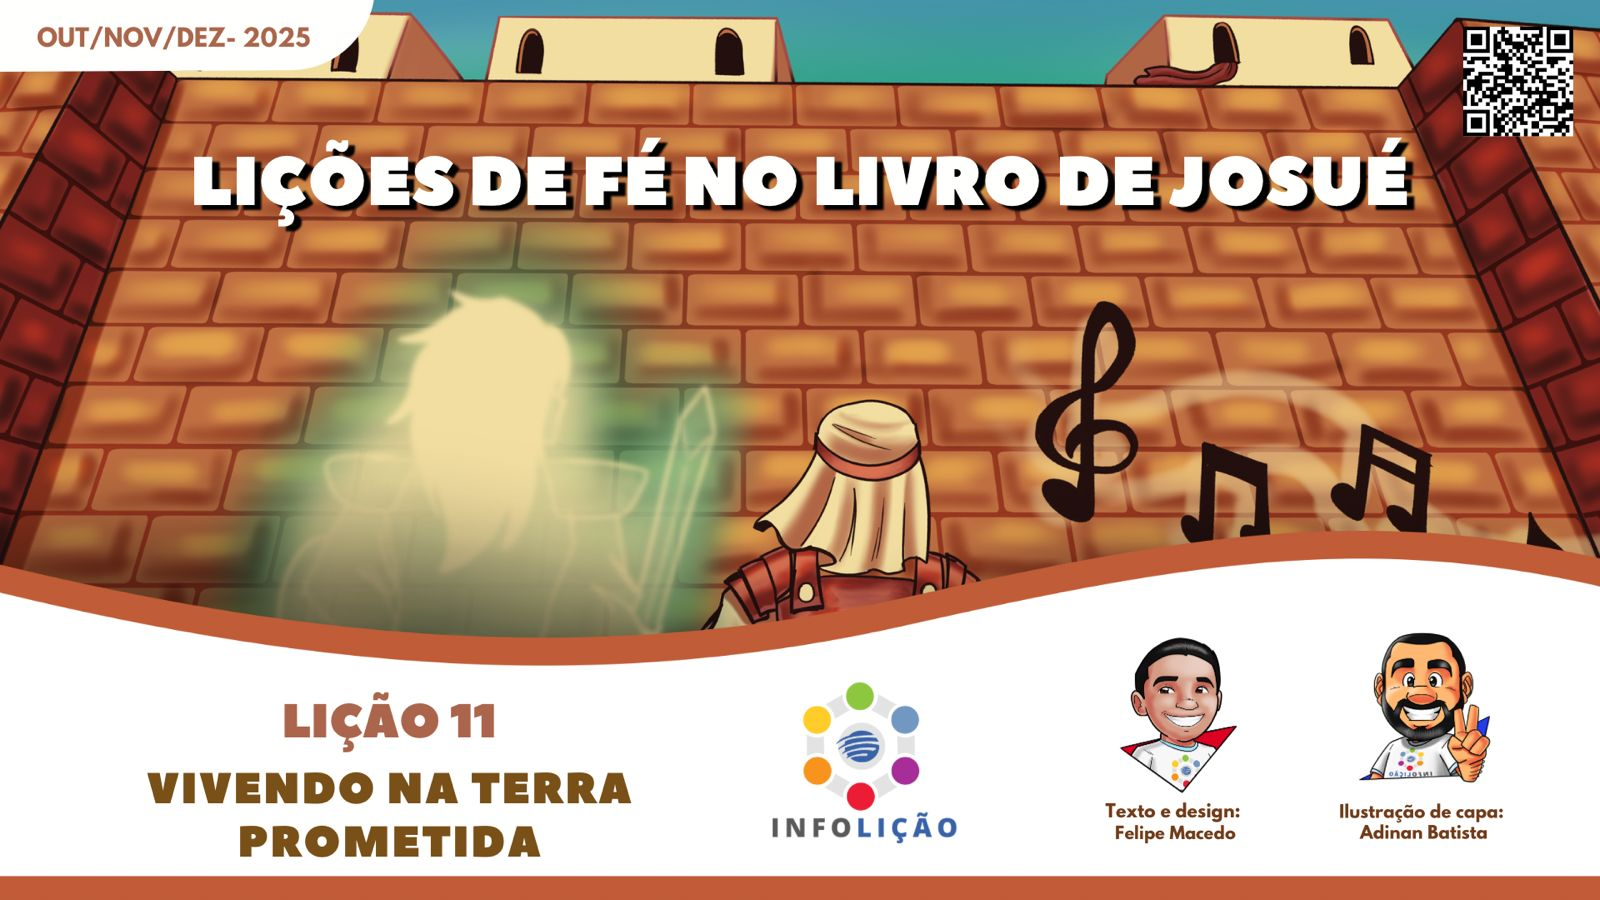 OUT/NOV/DEZ- 2025
LIÇÕES DE FÉ NO LIVRO DE JOSUÉ
LIÇÃO 11
VIVENDO NA TERRA
PROMETIDA
INFOLIÇÃO
Texto e design:
Felipe Macedo
Ilustração de capa:
Adinan Batista